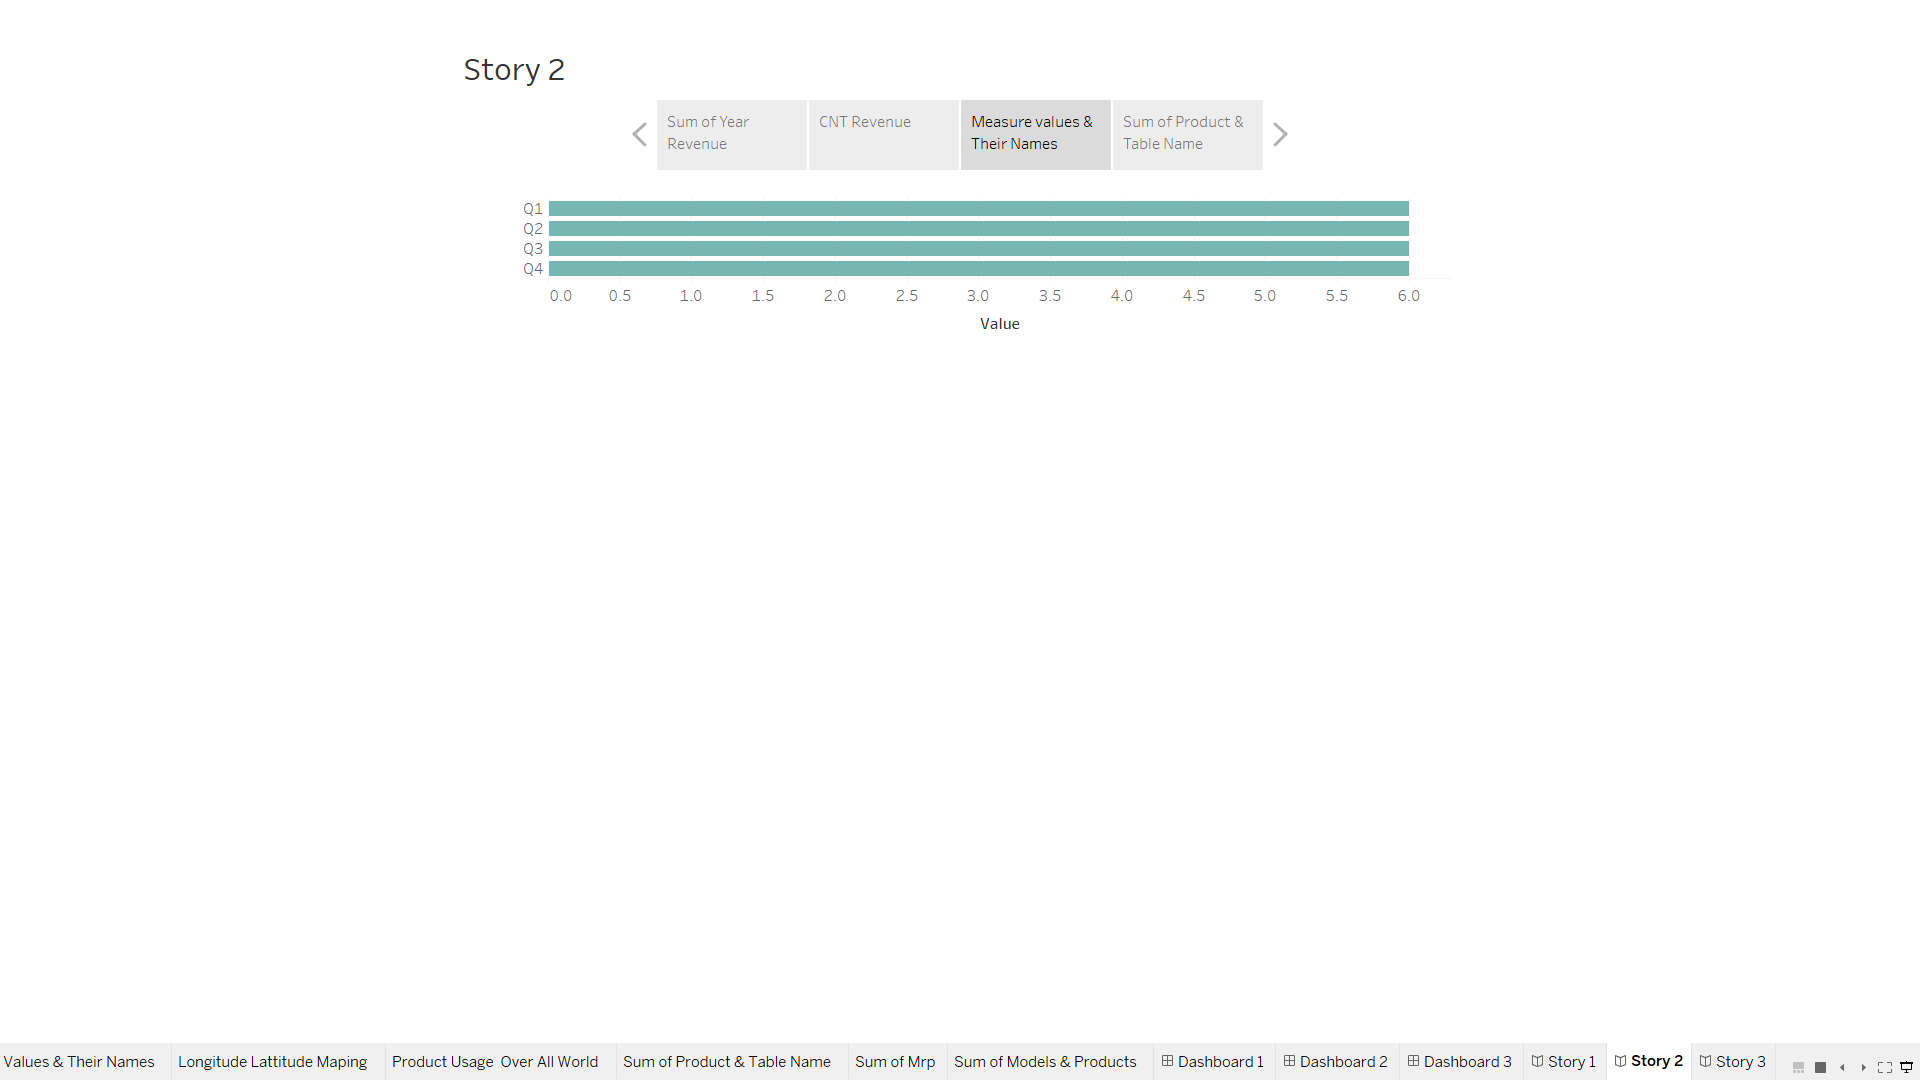 Story 2
Sum of Year
Revenue
CNT Revenue
Measure values &
Their Names
Sum of Product &
Table Name
Q1
Q2
Q3
Q4
0.0 0.5 1.0 1.5 2.0 2.5 3.0 3.5 4.0 4.5 5.0 5.5 6.0
Value
Values & Their Names Longitude Lattitude Maping Product Usage Over All World Sum of Product & Table Name Sum of Mrp Sum of Models & Products Dashboard 1 Dashboard 2 Dashboard 3 Story 1 Story 2 Story 3